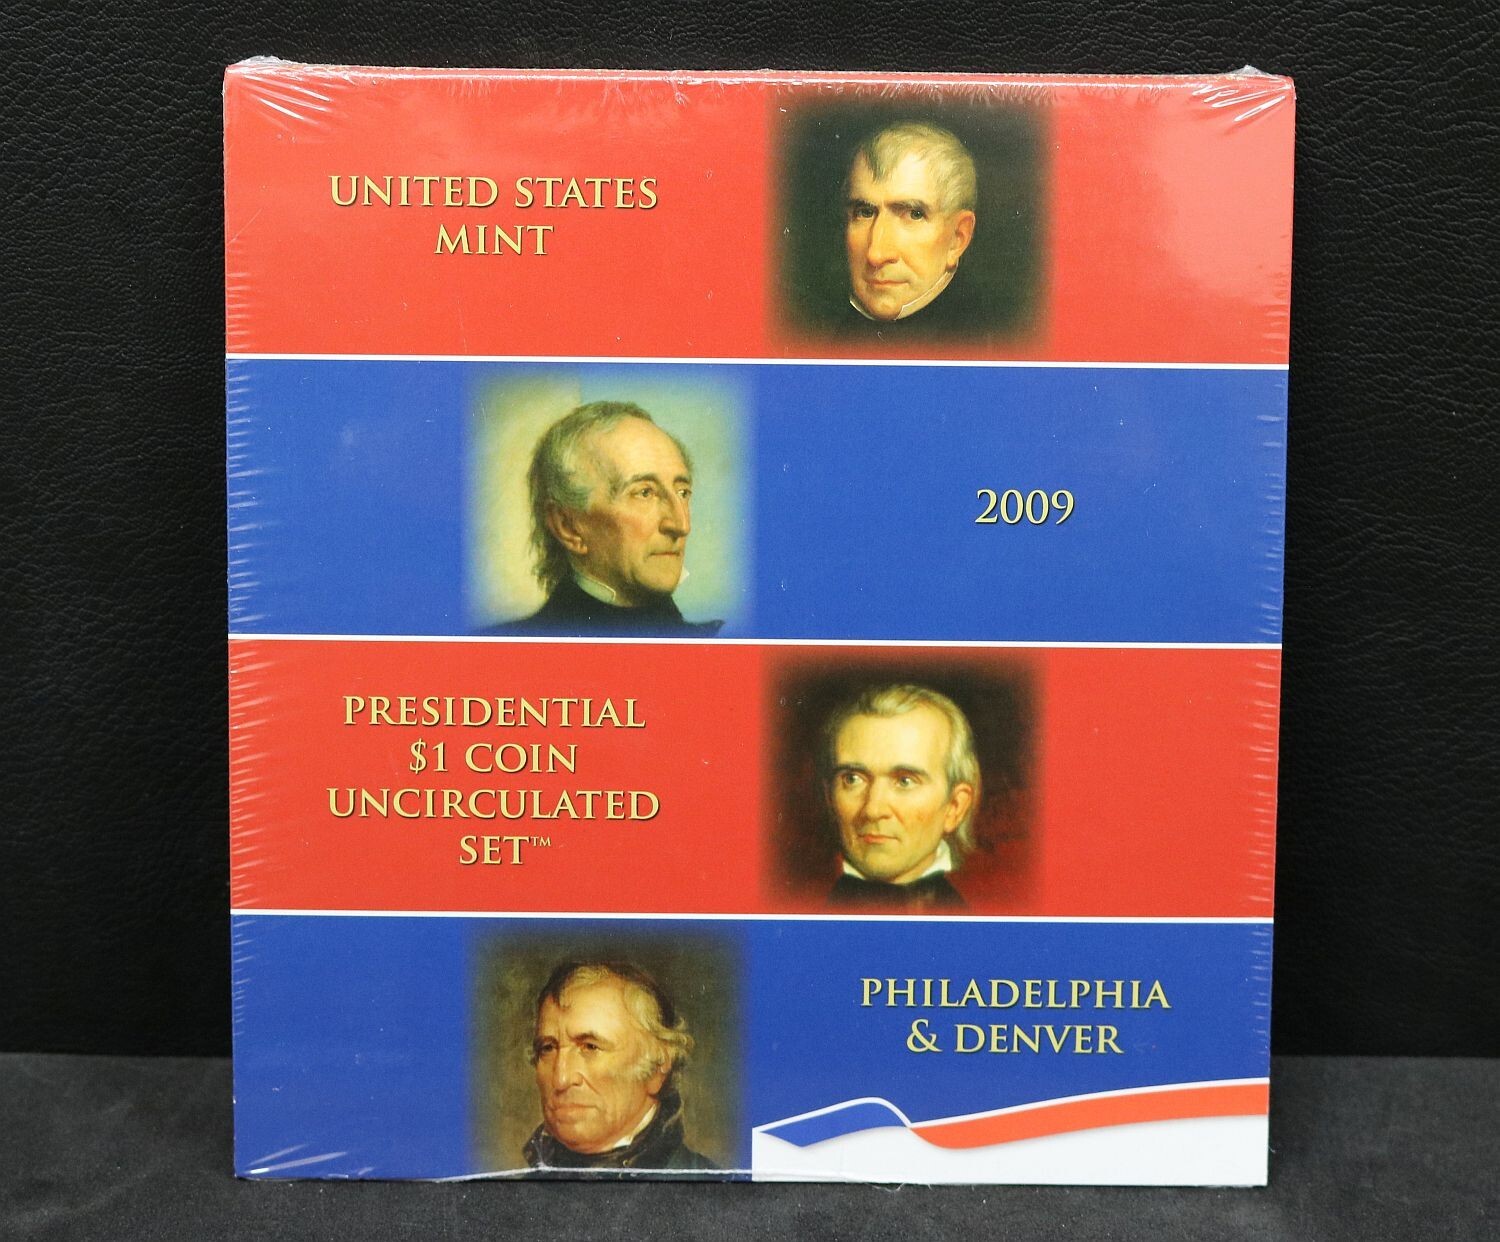 UNITED STATES
MINT
2009
PRESIDENTIAL
$1 COIN
UNCIRCULATED
SET™
PHILADELPHIA
& DENVER